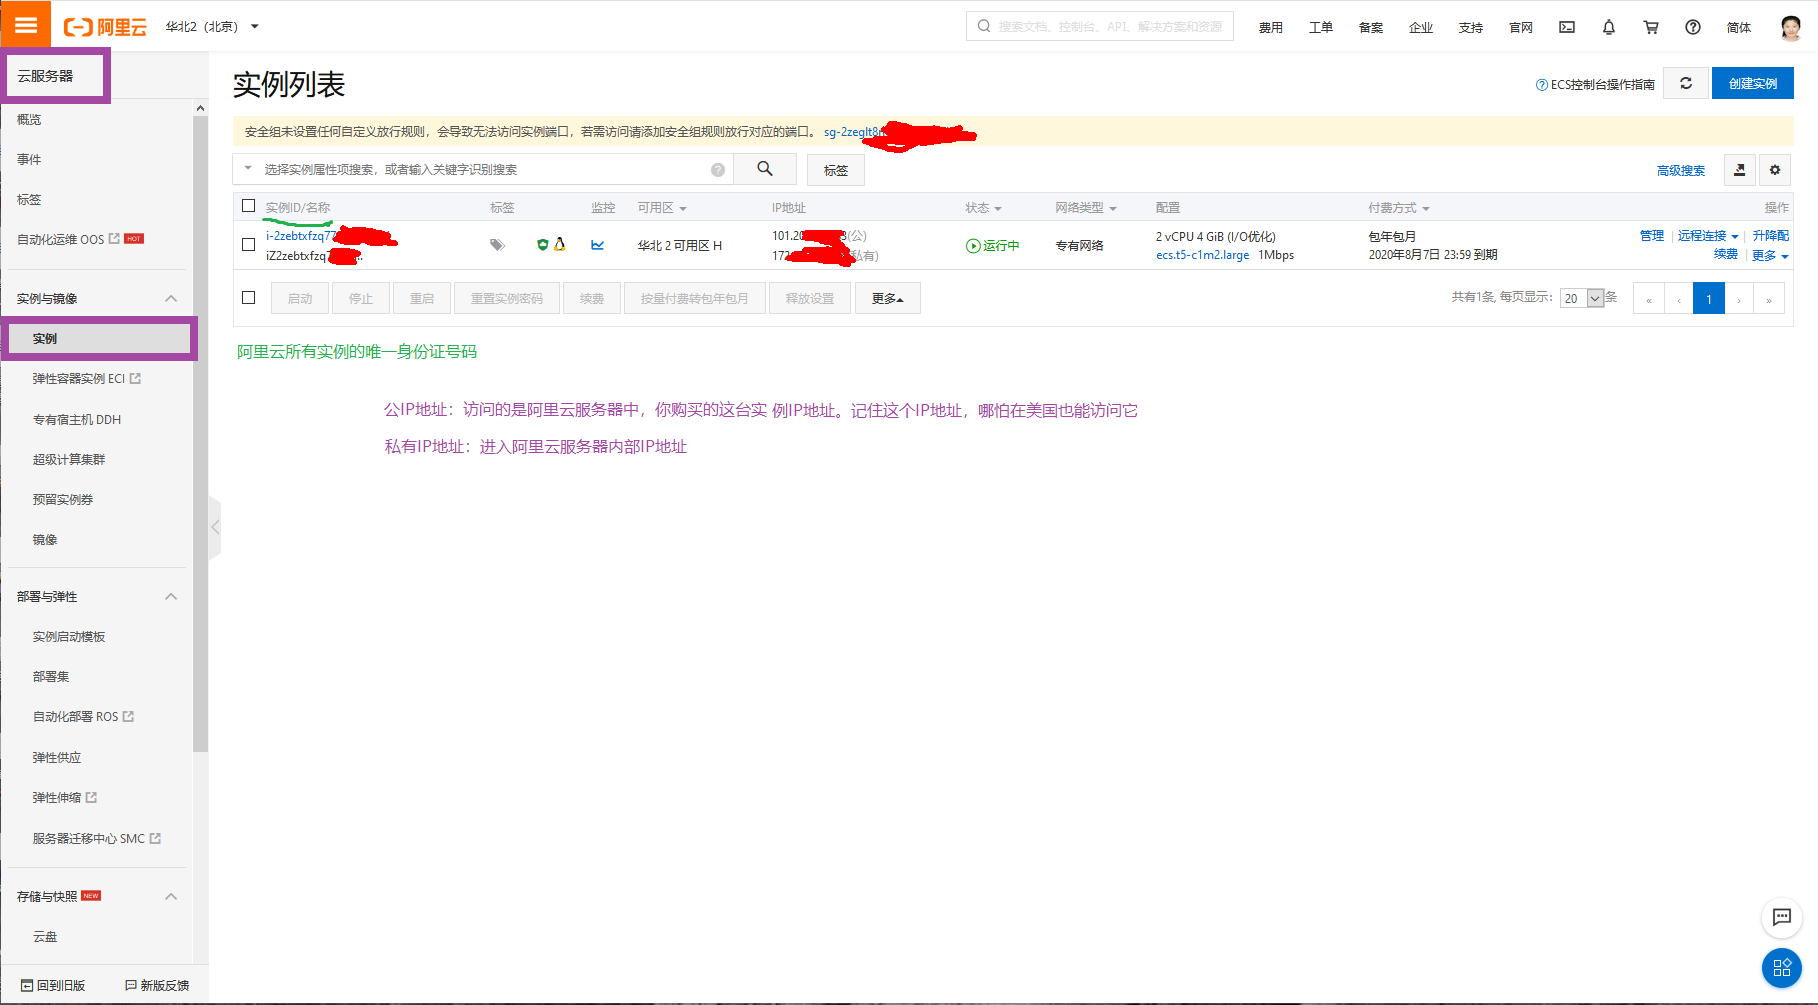 阿里云 华北2（北京） 搜索文档、控制台、API、解决方案和资源 费用 工单 备案 企业 支持 官网 简体
云服务器
概览
事件
标签
自动化运维 OOS HOT
实例与镜像
实例
弹性容器实例 ECI
专有宿主机 DDH
超级计算集群
预留实例券
镜像
部署与弹性
实例启动模板
部署集
自动化部署 ROS
弹性供应
弹性伸缩
服务器迁移中心 SMC
存储与快照 NEW
云盘
回到旧版 新版反馈
实例列表
ECS控制台操作指南 创建实例
安全组未设置任何自定义放行规则，会导致无法访问实例端口，若需访问请添加安全组规则放行对应的端口。 sg-2zeglt8
选择实例属性项搜索，或者输入关键字识别搜索 标签 高级搜索
实例ID/名称 标签 监控 可用区 IP地址 状态 网络类型 配置 付费方式 操作
i-2zebtxfzq77 101.20 3(公) 2 vCPU 4 GiB (I/O优化) 包年包月 管理 远程连接 升降配
华北 2 可用区 H 运行中 专有网络
iZ2zebtxfzq7 172 私有) ecs.t5-c1m2.large 1Mbps 2020年8月7日 23:59 到期 续费 更多
启动 停止 重启 重置实例密码 续费 按量付费转包年包月 释放设置 更多 共有1条, 每页显示: 20 条 « ‹ 1 › »
阿里云所有实例的唯一身份证号码
公IP地址：访问的是阿里云服务器中，你购买的这台实 例IP地址。记住这个IP地址，哪怕在美国也能访问它
私有IP地址：进入阿里云服务器内部IP地址